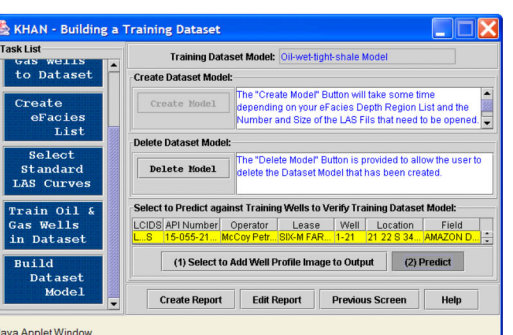 KHAN - Building a Training Dataset
Task List
Gas Wells
to Dataset
Create
eFacies
List
Select
Standard
LAS Curves
Train Oil &
Gas Wells
in Dataset
Build
Dataset
Model
Training Dataset Model: Oil-wet-tight-shale Model
Create Dataset Model:
Create Model
The "Create Model" Button will take some time
depending on your eFacies Depth Region List and the
Number and Size of the LAS Fils that need to be opened.
Delete Dataset Model:
Delete Model
The "Delete Model" Button is provided to allow the user to
delete the Dataset Model that has been created.
Select to Predict against Training Wells to Verify Training Dataset Model:
LCIDS API Number Operator Lease Well Location Field
L...S 15-055-21... McCoy Petr... SIX-M FAR... 1-21 21 22 S 34... AMAZON D...
(1) Select to Add Well Profile Image to Output (2) Predict
Create Report Edit Report Previous Screen Help
Java Applet Window